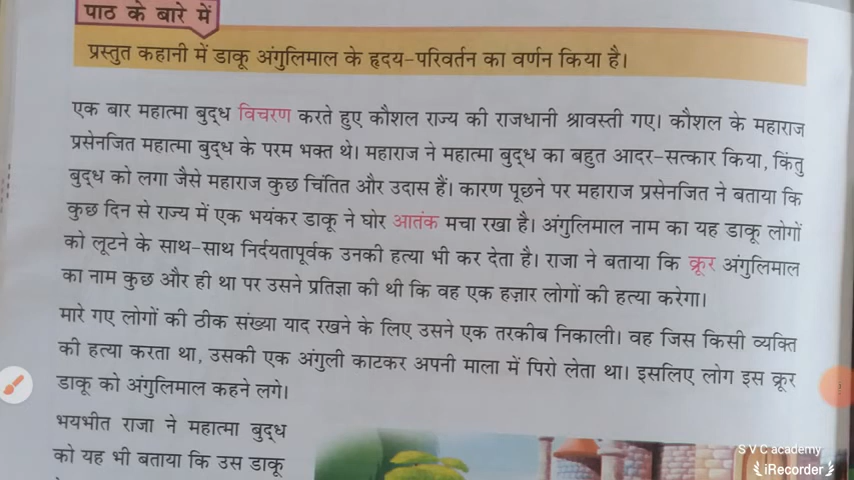 पाठ के बारे में
प्रस्तुत कहानी में डाकू अंगुलिमाल के हृदय-परिवर्तन का वर्णन किया है।
एक बार महात्मा बुद्ध विचरण करते हुए कौशल राज्य की राजधानी श्रावस्ती गए। कौशल के महाराज
प्रसेनजित महात्मा बुद्ध के परम भक्त थे। महाराज ने महात्मा बुद्ध का बहुत आदर-सत्कार किया, किंतु
बुद्ध को लगा जैसे महाराज कुछ चिंतित और उदास हैं। कारण पूछने पर महाराज प्रसेनजित ने बताया कि
कुछ दिन से राज्य में एक भयंकर डाकू ने घोर आतंक मचा रखा है। अंगुलिमाल नाम का यह डाकू लोगों
को लूटने के साथ-साथ निर्दयतापूर्वक उनकी हत्या भी कर देता है। राजा ने बताया कि क्रूर अंगुलिमाल
का नाम कुछ और ही था पर उसने प्रतिज्ञा की थी कि वह एक हज़ार लोगों की हत्या करेगा।
मारे गए लोगों की ठीक संख्या याद रखने के लिए उसने एक तरकीब निकाली। वह जिस किसी व्यक्ति
की हत्या करता था, उसकी एक अंगुली काटकर अपनी माला में पिरो लेता था। इसलिए लोग इस क्रूर
डाकू को अंगुलिमाल कहने लगे।
भयभीत राजा ने महात्मा बुद्ध
को यह भी बताया कि उस डाकू
S V C academy
iRecorder